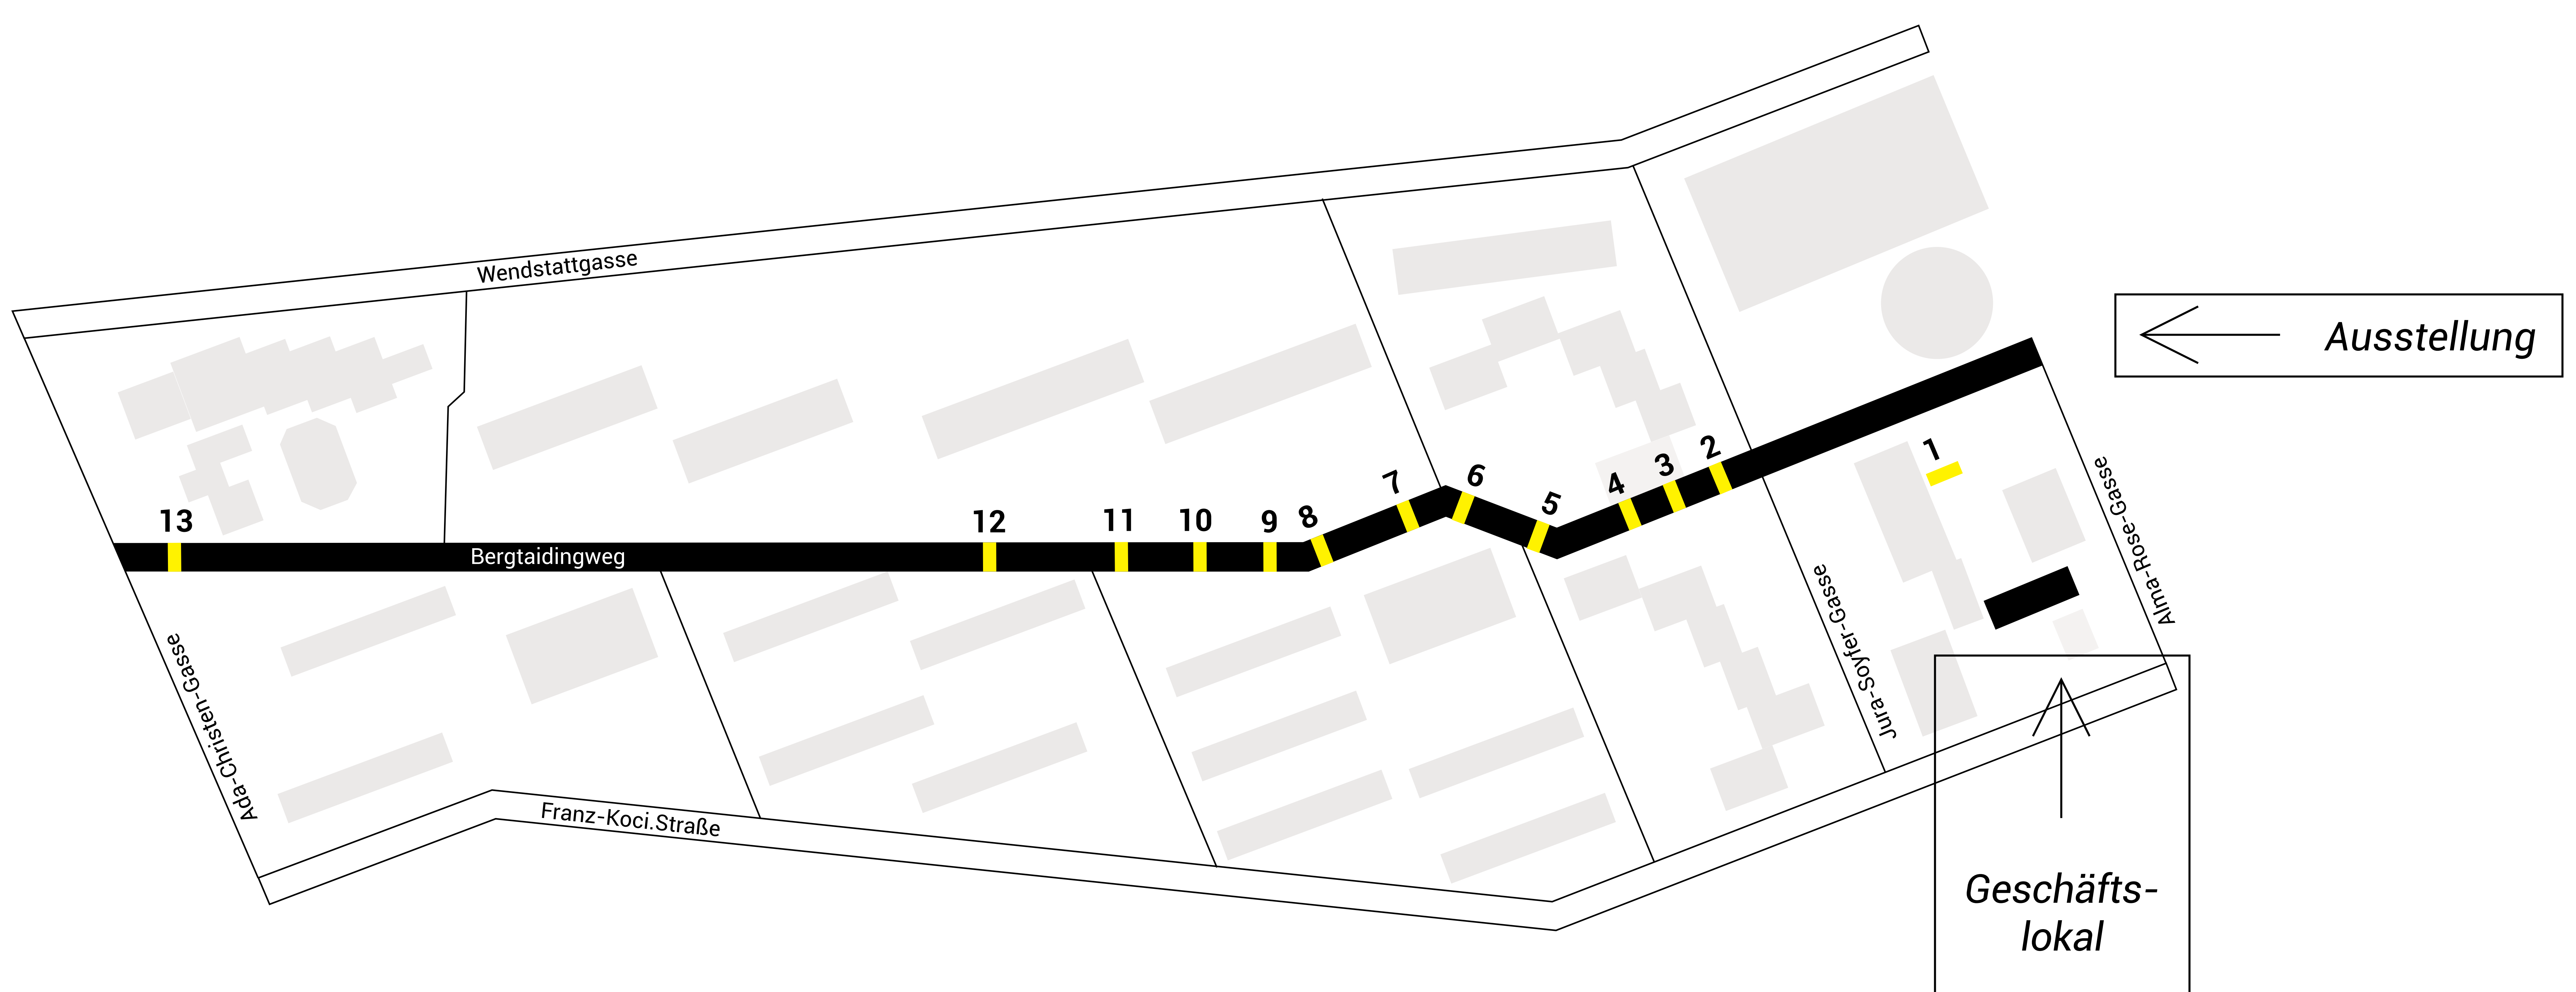 Wendstattgasse
Ausstellung
1
2
3
4
5
6
7
8
9
10
11
12
13
Bergtaidingweg
Alma-Rose-Gasse
Jura-Soyfer-Gasse
Ada-Christen-Gasse
Franz-Koci.Straße
Geschäfts-
lokal